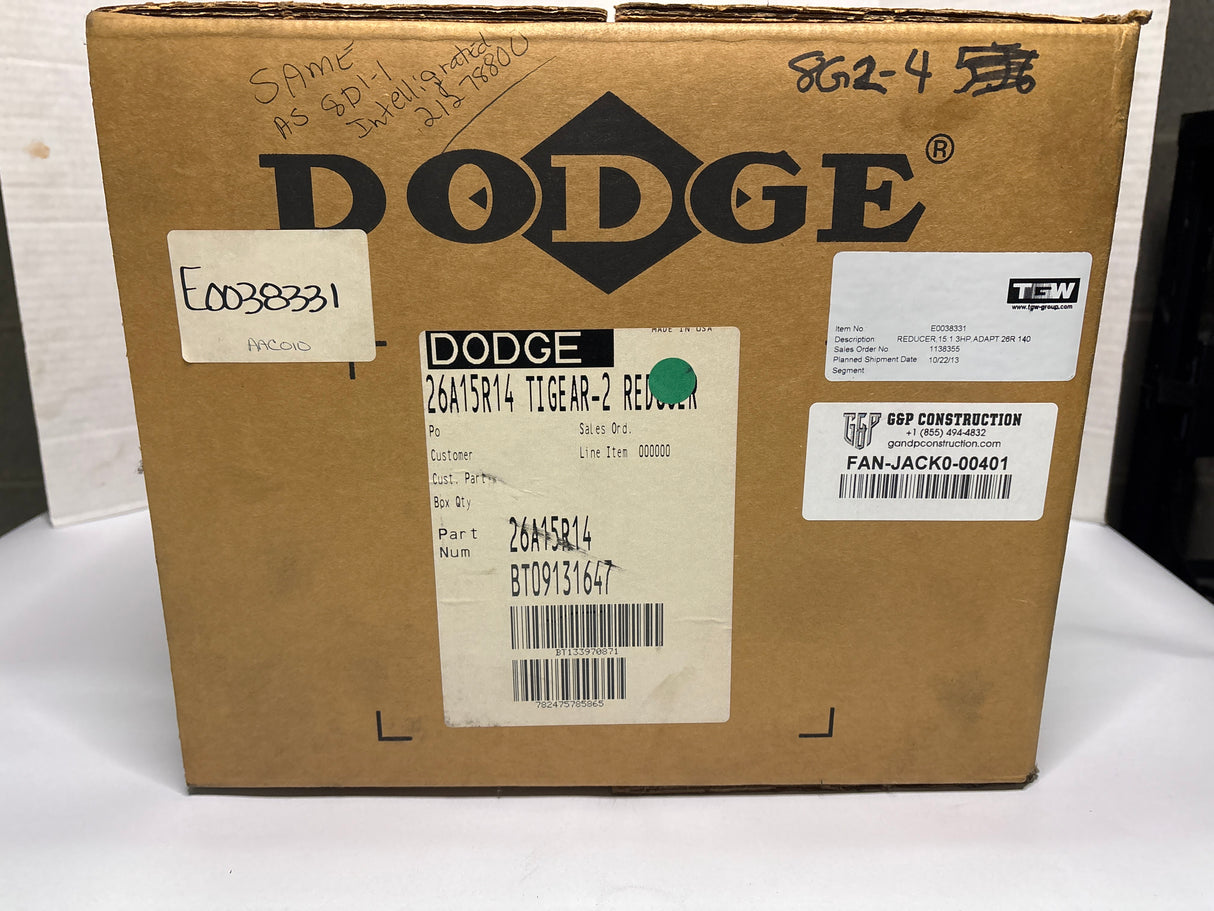 SAME
AS 8D1-1
Intelligrated
21278800
8G2-4
DODGE®
E0038331
AAC010
TGW
www.tgw-group.com
Item No. E0038331
Description: REDUCER,15:1 3HP,ADAPT 26R 140
Sales Order No 1138355
Planned Shipment Date 10/22/13
Segment
MADE IN USA
DODGE
26A15R14 TIGEAR-2 REDUCER
Po
Sales Ord.
Customer
Line Item 000000
Cust. Part
Box Qty
Part Num 26A15R14
BT09131647
BT133970871
782475785865
G&P G&P CONSTRUCTION
+1 (855) 494-4832
gandpconstruction.com
FAN-JACK0-00401